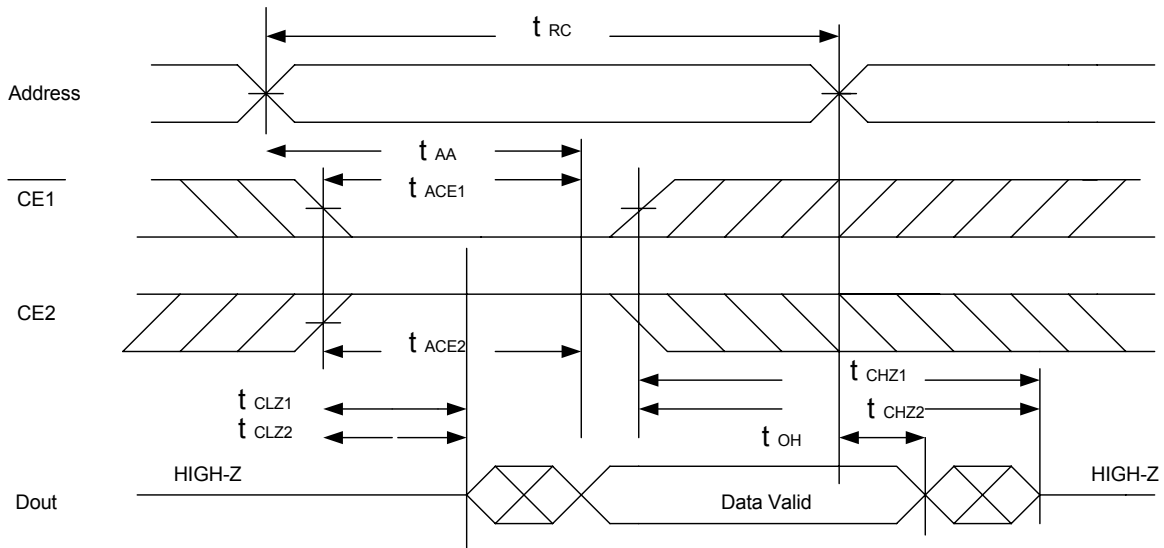 t RC
Address
t AA
CE1
t ACE1
CE2
t ACE2
t CHZ1
t CLZ1
t CHZ2
t CLZ2
t OH
HIGH-Z
HIGH-Z
Dout
Data Valid